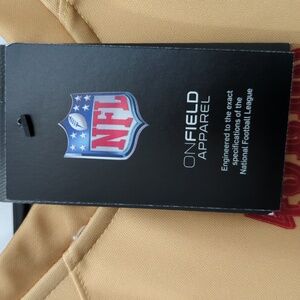 NFL
ONFIELD
APPAREL
Engineered to the exact
specifications of the
National Football League